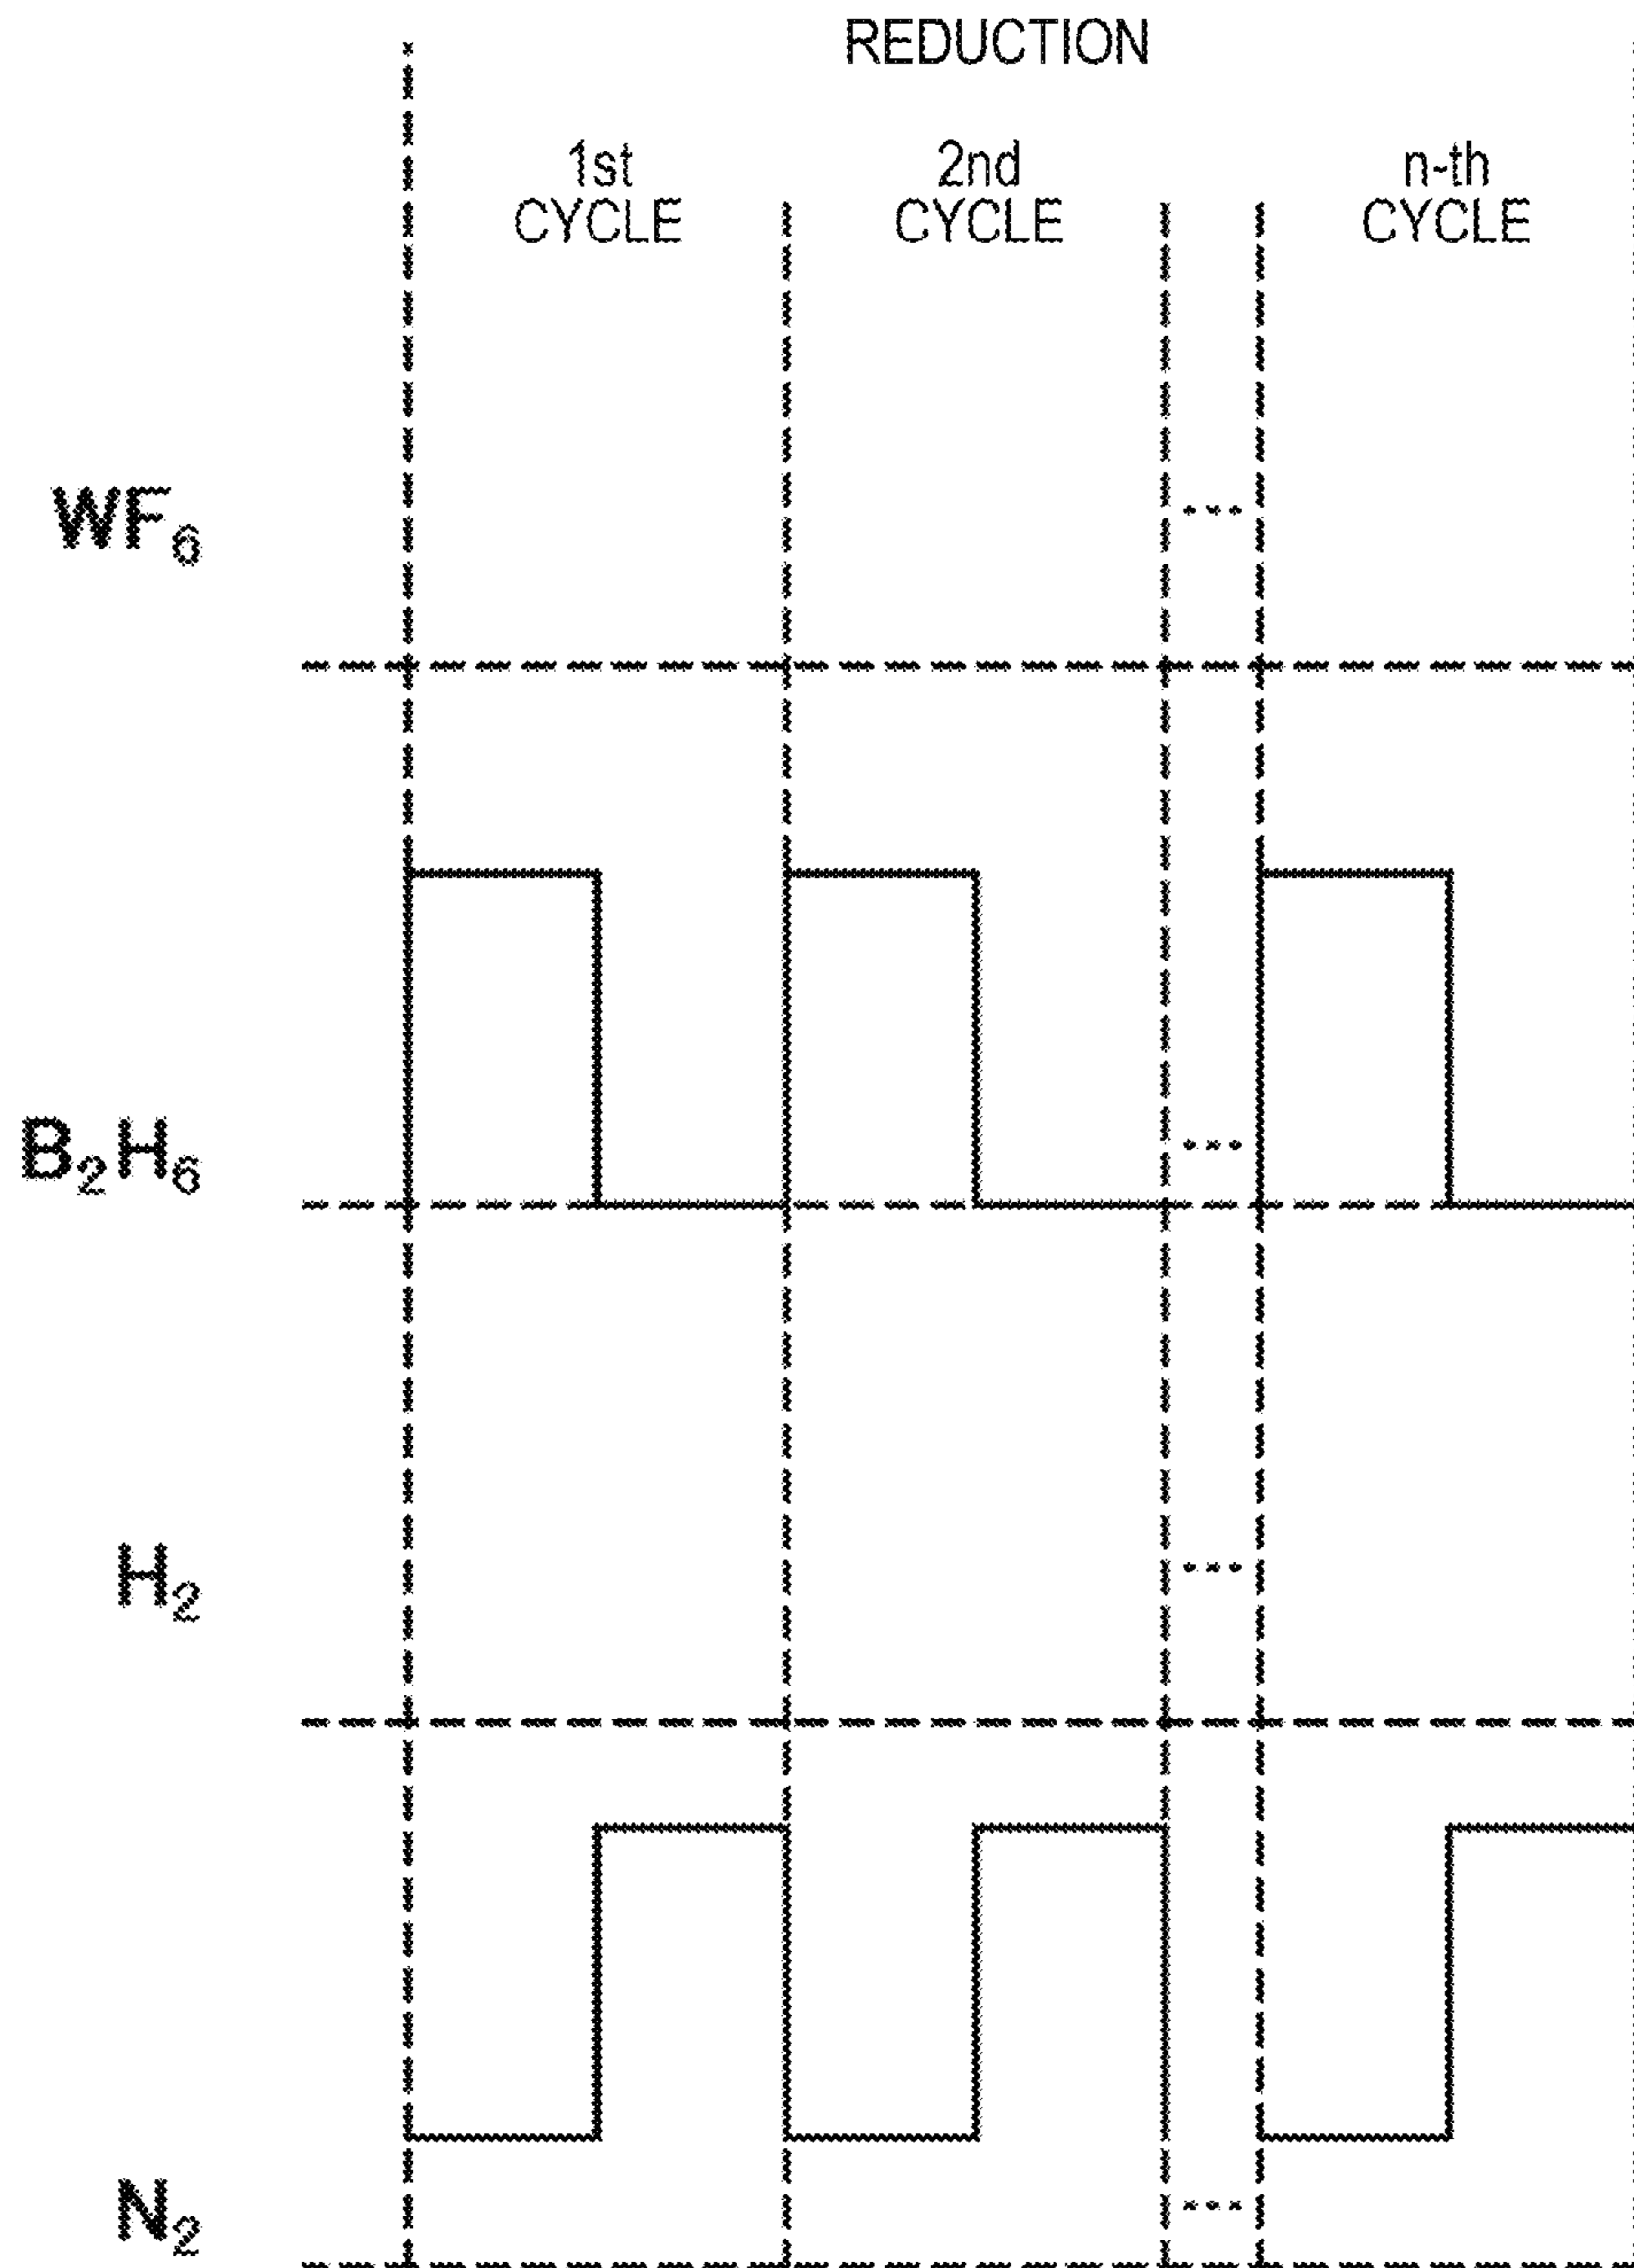 REDUCTION
1st CYCLE
2nd CYCLE
n-th CYCLE
WF₆
...
B₂H₆
...
H₂
...
N₂
...